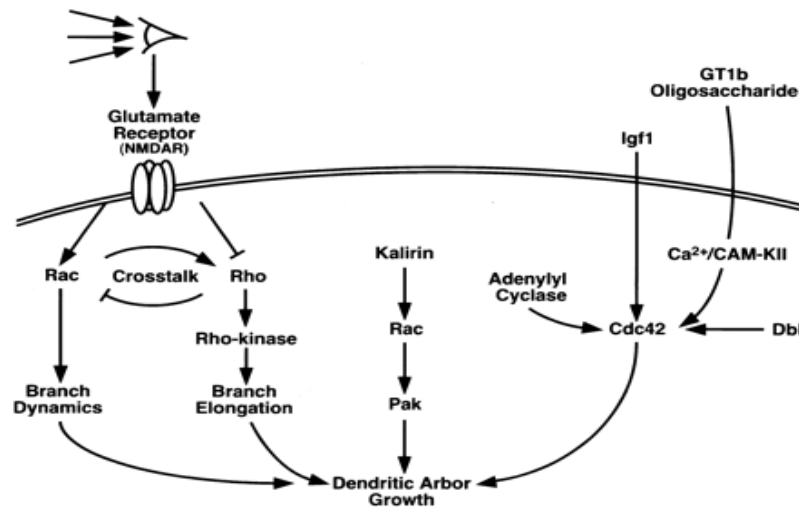 Glutamate
Receptor
(NMDAR)
GT1b
Oligosaccharide
Igf1
Rac
Crosstalk
Rho
Kalirin
Ca2+/CAM-KII
Adenylyl
Cyclase
Rho-kinase
Rac
Cdc42
Dbl
Branch
Dynamics
Branch
Elongation
Pak
Dendritic Arbor
Growth